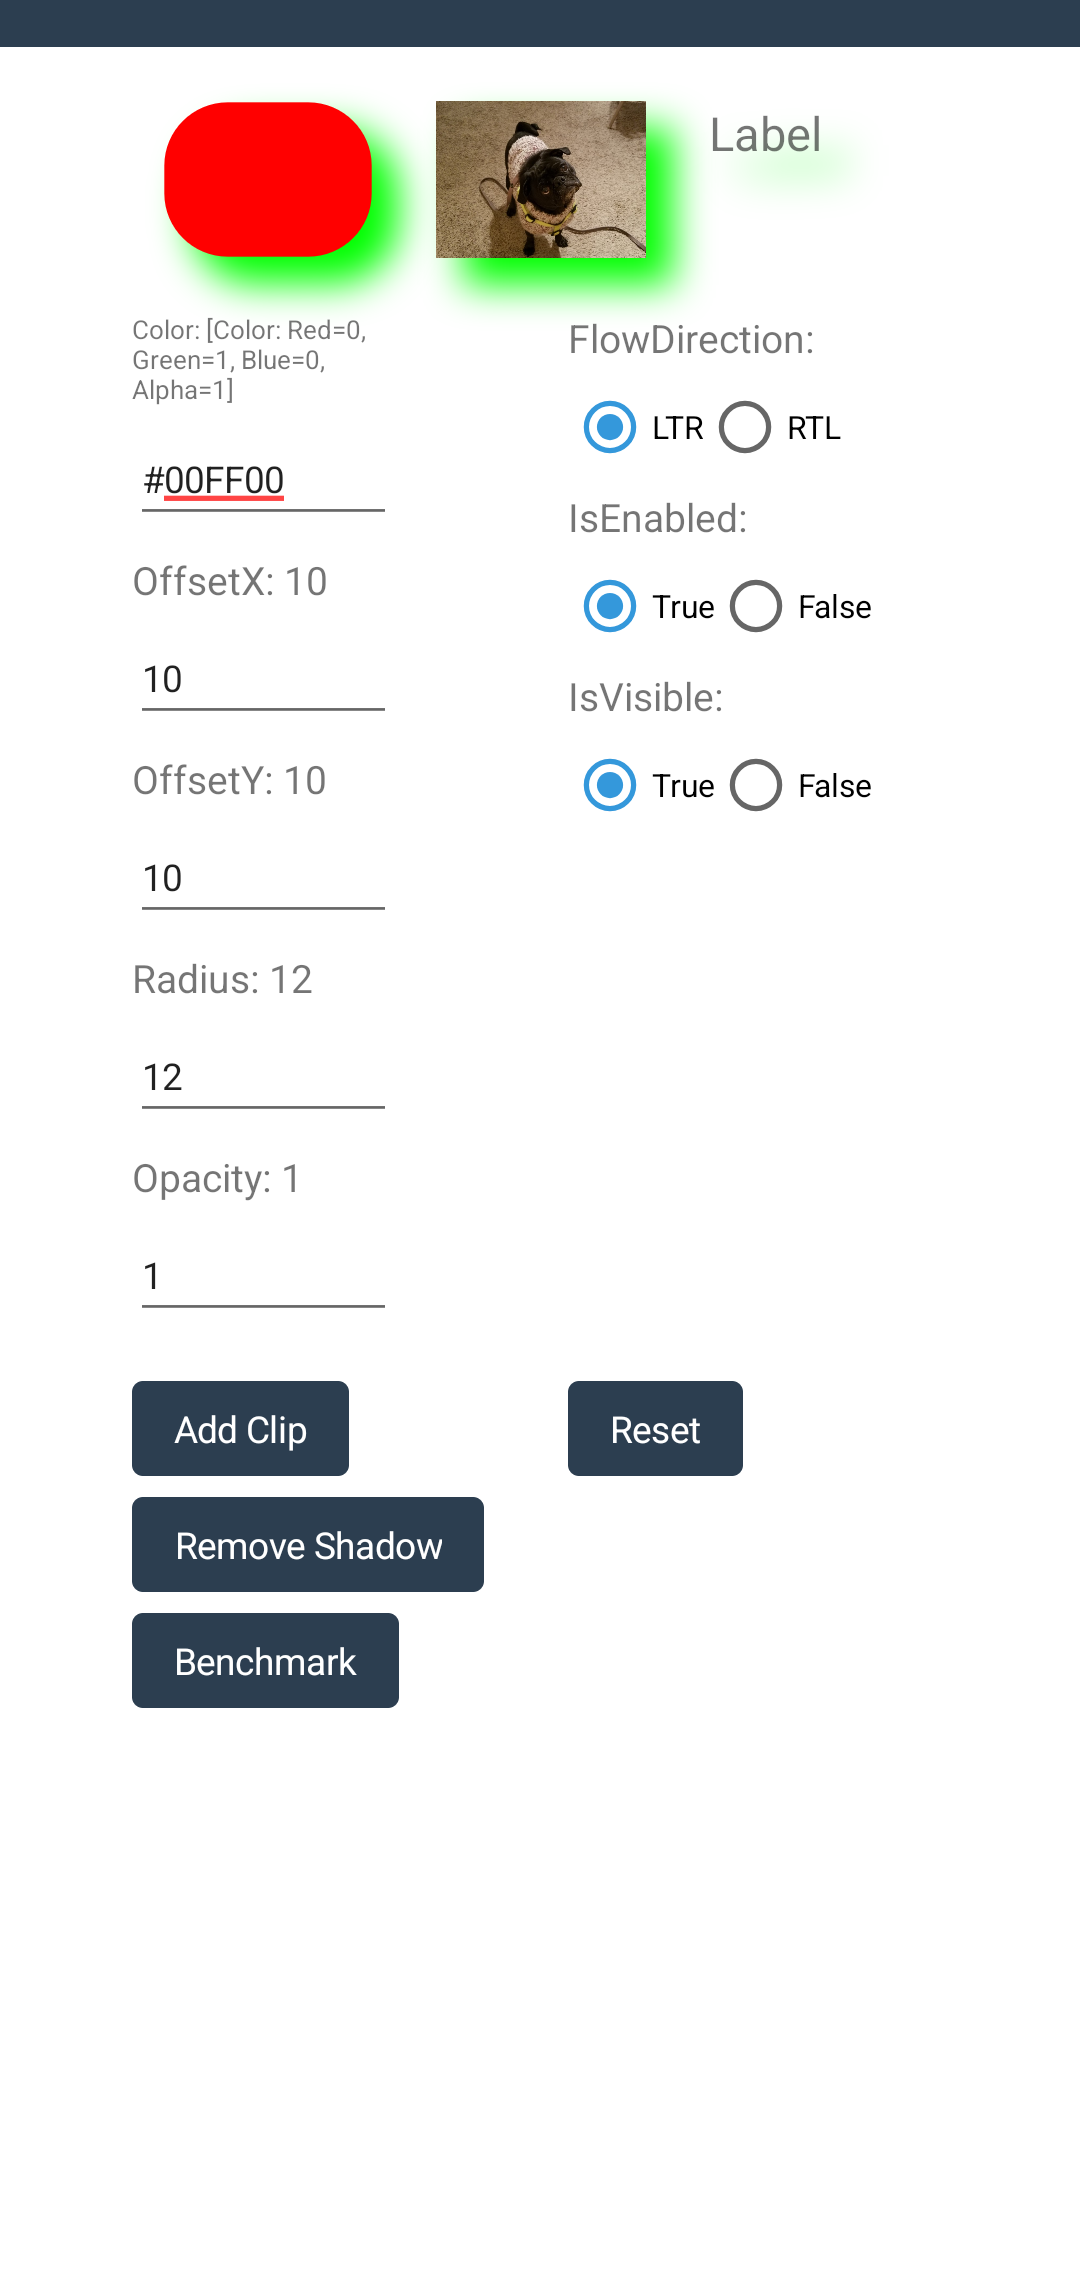 Label
Color: [Color: Red=0,
Green=1, Blue=0,
Alpha=1]
#00FF00
OffsetX: 10
10
OffsetY: 10
10
Radius: 12
12
Opacity: 1
1
FlowDirection:
LTR RTL
IsEnabled:
True False
IsVisible:
True False
Add Clip
Reset
Remove Shadow
Benchmark